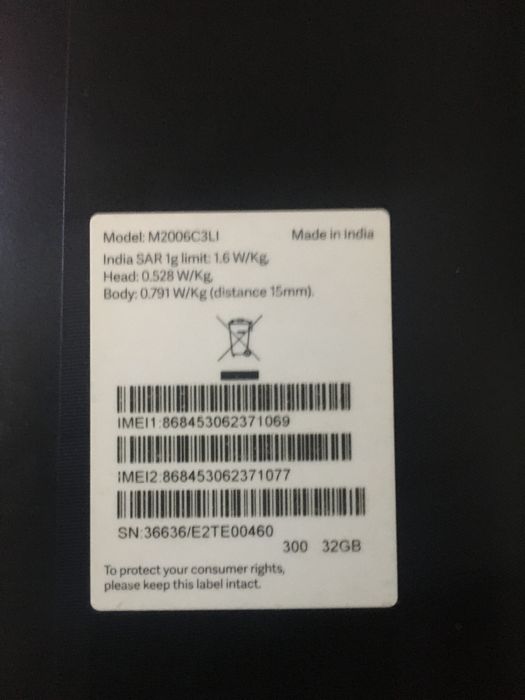 Model: M2006C3LI Made in India
India SAR 1g limit: 1.6 W/Kg,
Head: 0.528 W/Kg,
Body: 0.791 W/Kg (distance 15mm).
IMEI1:868453062371069
IMEI2:868453062371077
SN:36636/E2TE00460
300 32GB
To protect your consumer rights,
please keep this label intact.